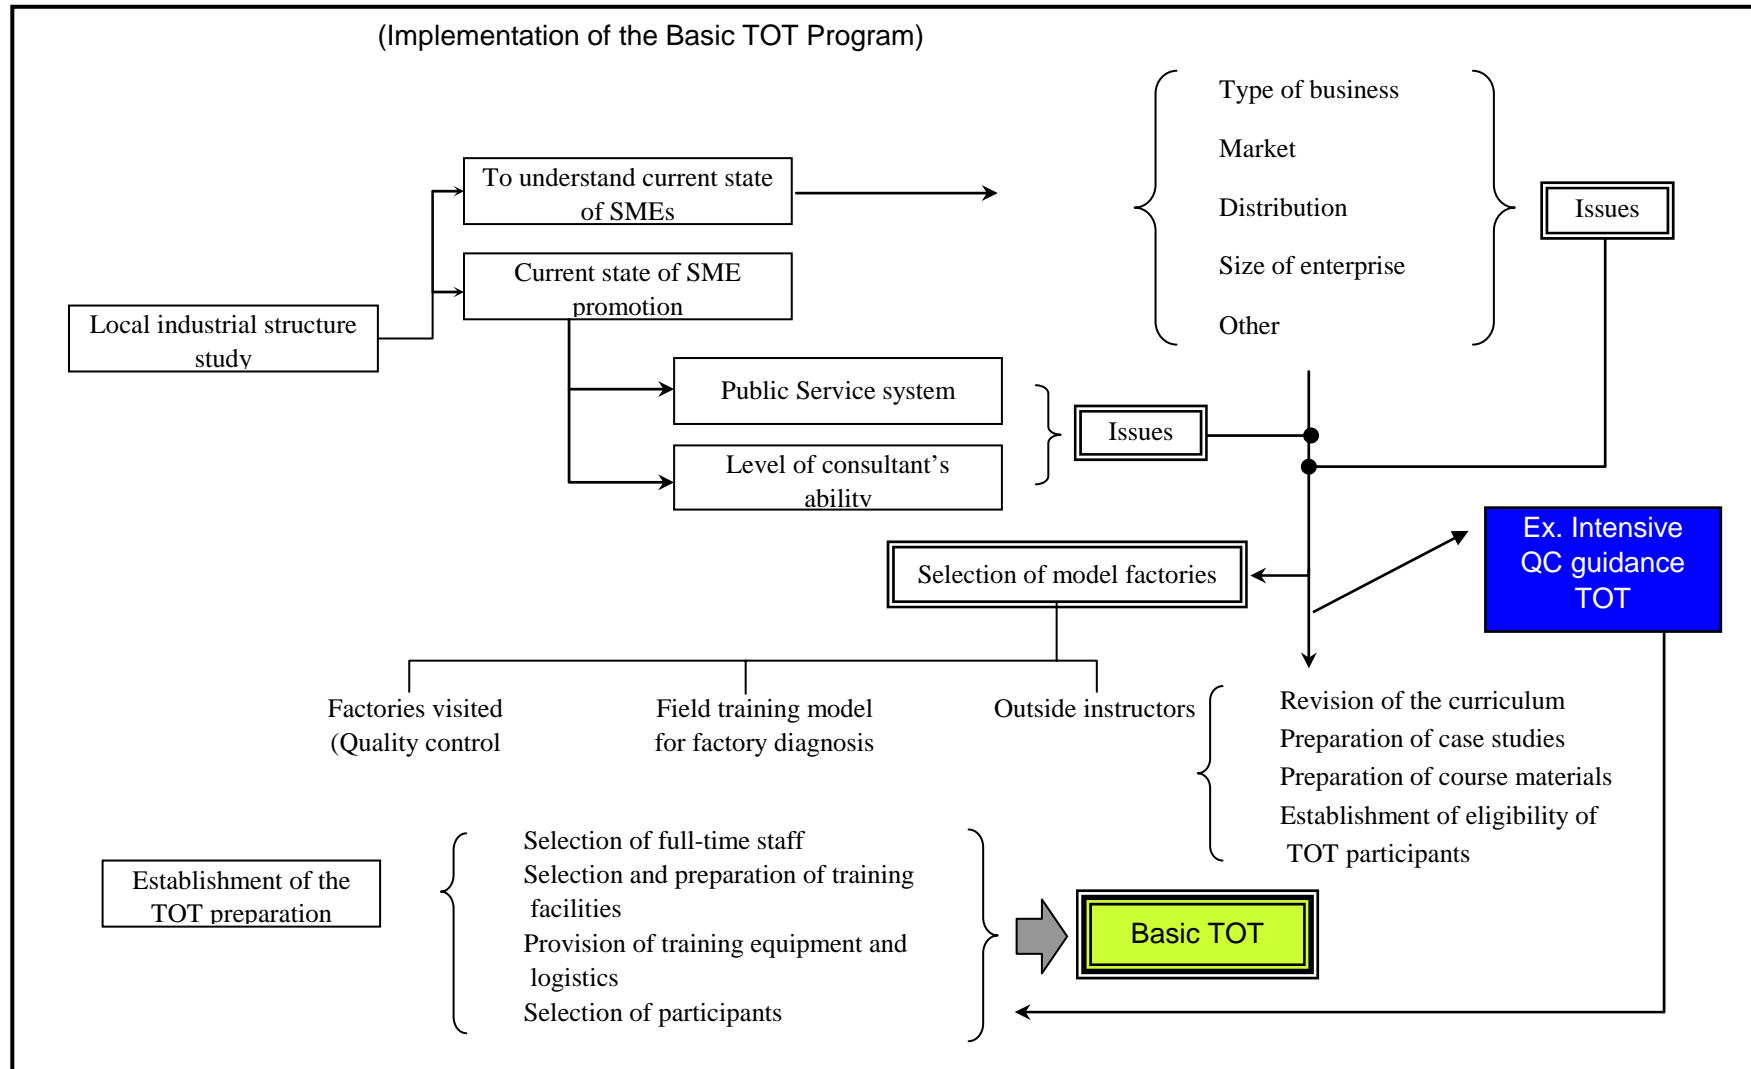 (Implementation of the Basic TOT Program)
Type of business
Market
Distribution
Size of enterprise
Other
Issues
To understand current state
of SMEs
Current state of SME
promotion
Local industrial structure
study
Public Service system
Level of consultant's
ability
Issues
Selection of model factories
Ex. Intensive
QC guidance
TOT
Factories visited
(Quality control
Field training model
for factory diagnosis
Outside instructors
Revision of the curriculum
Preparation of case studies
Preparation of course materials
Establishment of eligibility of
TOT participants
Establishment of the
TOT preparation
Selection of full-time staff
Selection and preparation of training
facilities
Provision of training equipment and
logistics
Selection of participants
Basic TOT